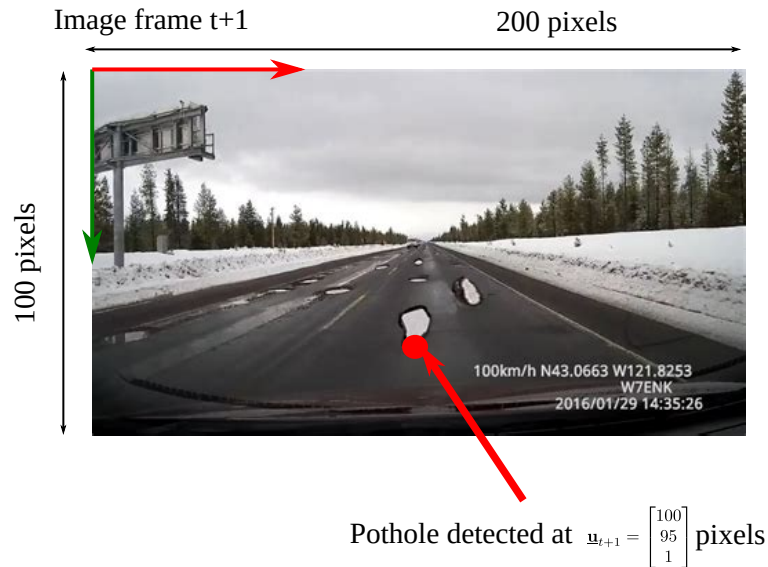 Image frame t+1
200 pixels
100 pixels
100km/h N43.0663 W121.8253
W7ENK
2016/01/29 14:35:26
Pothole detected at u_{t+1} = [100 95 1] pixels